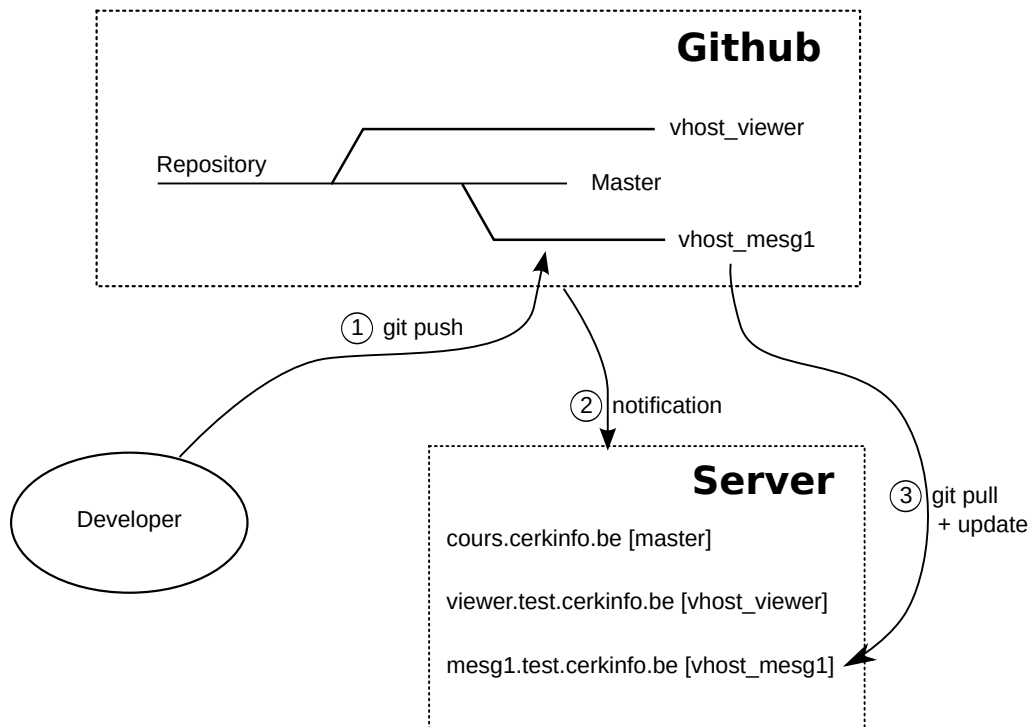 Github
vhost_viewer
Repository
Master
vhost_mesg1
1 git push
2 notification
Server
3 git pull
+ update
Developer
cours.cerkinfo.be [master]
viewer.test.cerkinfo.be [vhost_viewer]
mesg1.test.cerkinfo.be [vhost_mesg1]